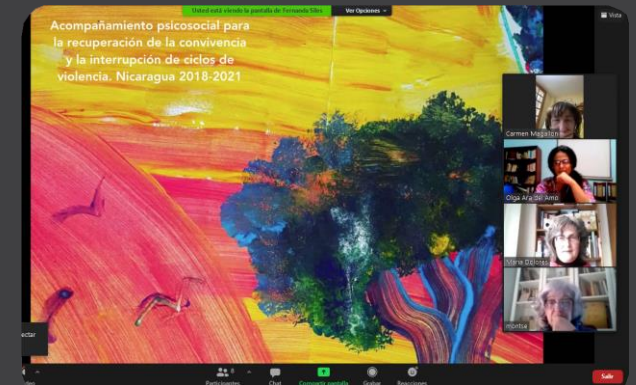 Usted está viendo la pantalla de Fernanda Siles
Ver Opciones
Vista
Acompañamiento psicosocial para
la recuperación de la convivencia
y la interrupción de ciclos de
violencia. Nicaragua 2018-2021
Carmen Magallón
Olga Ara del Amo
María Dolores
montsa
ectar
Participantes
Chat
Compartir pantalla
Grabar
Reacciones
Salir